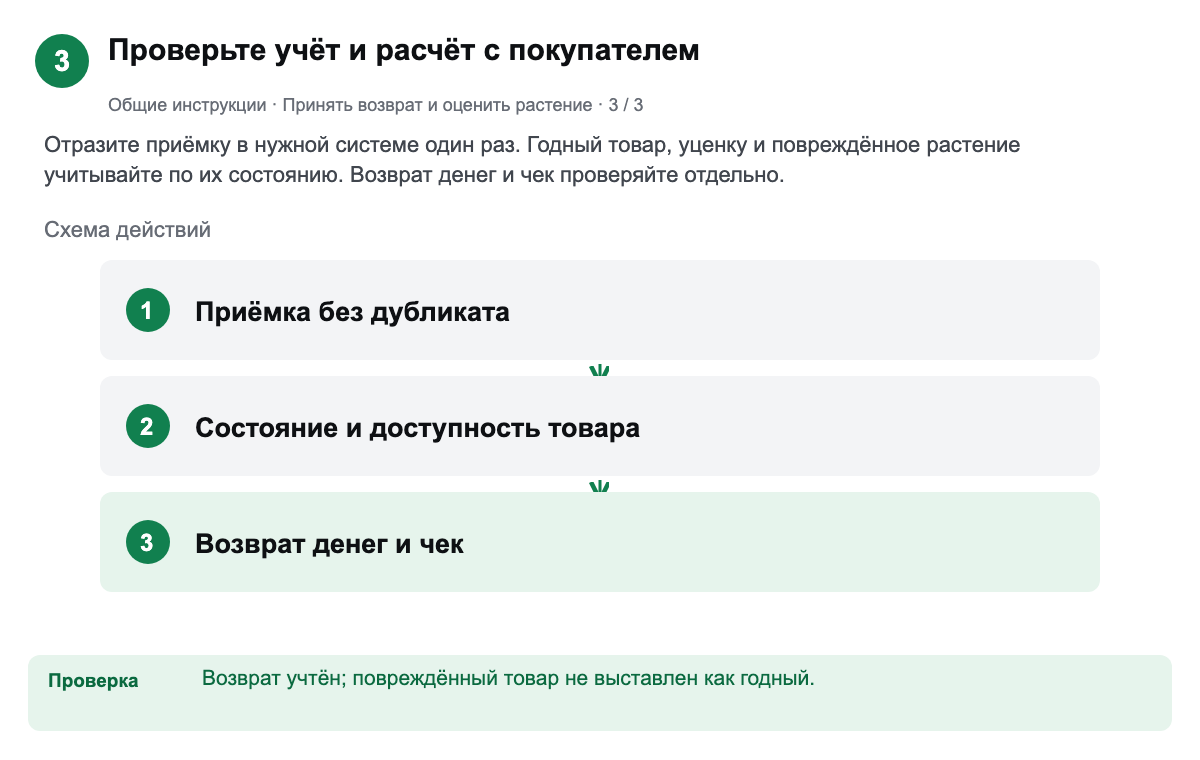 3
Проверьте учёт и расчёт с покупателем
Общие инструкции · Принять возврат и оценить растение · 3 / 3
Отразите приёмку в нужной системе один раз. Годный товар, уценку и повреждённое растение
учитывайте по их состоянию. Возврат денег и чек проверяйте отдельно.
Схема действий
1 Приёмка без дубликата
2 Состояние и доступность товара
3 Возврат денег и чек
Проверка Возврат учтён; повреждённый товар не выставлен как годный.